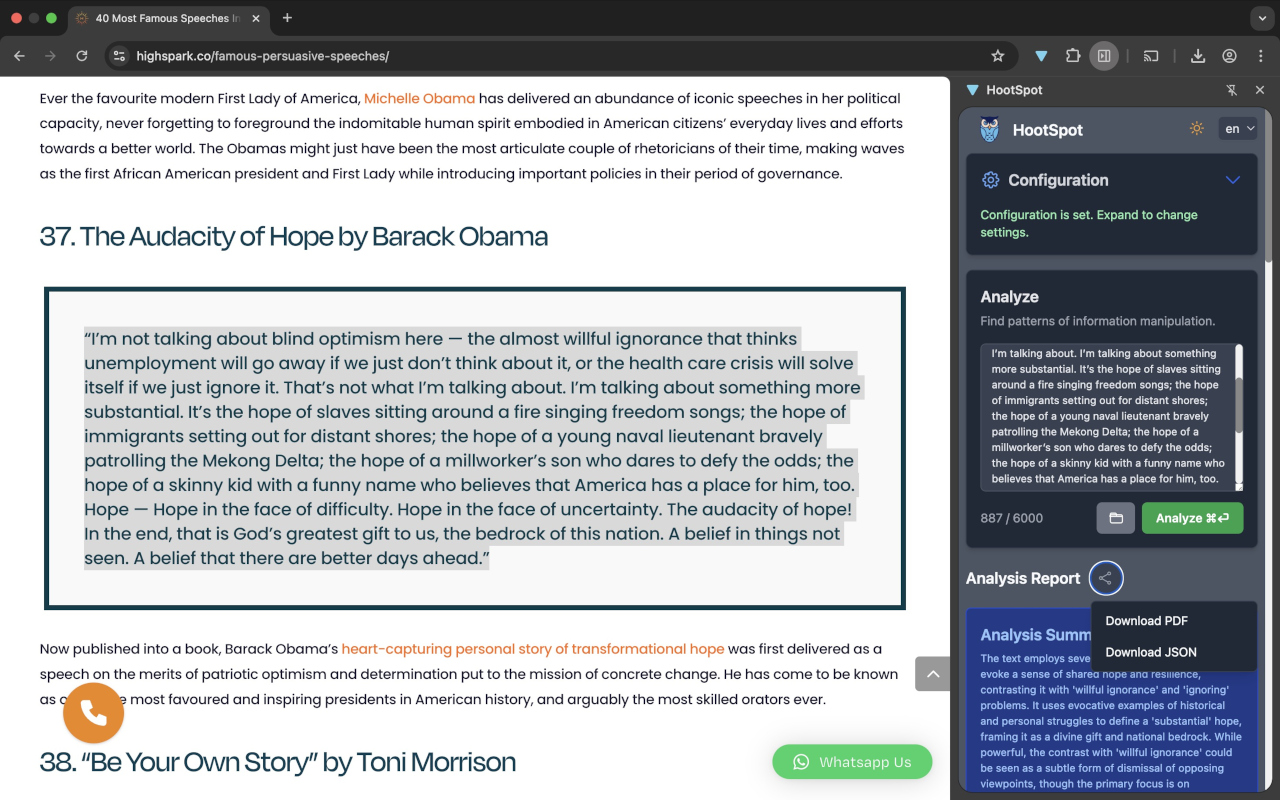 40 Most Famous Speeches In
highspark.co/famous-persuasive-speeches/
Ever the favourite modern First Lady of America, Michelle Obama has delivered an abundance of iconic speeches in her political
capacity, never forgetting to foreground the indomitable human spirit embodied in American citizens’ everyday lives and efforts
towards a better world. The Obamas might just have been the most articulate couple of rhetoricians of their time, making waves
as the first African American president and First Lady while introducing important policies in their period of governance.
37. The Audacity of Hope by Barack Obama
“I’m not talking about blind optimism here — the almost willful ignorance that thinks
unemployment will go away if we just don’t think about it, or the health care crisis will solve
itself if we just ignore it. That’s not what I’m talking about. I’m talking about something more
substantial. It’s the hope of slaves sitting around a fire singing freedom songs; the hope of
immigrants setting out for distant shores; the hope of a young naval lieutenant bravely
patrolling the Mekong Delta; the hope of a millworker’s son who dares to defy the odds; the
hope of a skinny kid with a funny name who believes that America has a place for him, too.
Hope — Hope in the face of difficulty. Hope in the face of uncertainty. The audacity of hope!
In the end, that is God’s greatest gift to us, the bedrock of this nation. A belief in things not
seen. A belief that there are better days ahead.”
Now published into a book, Barack Obama’s heart-capturing personal story of transformational hope was first delivered as a
speech on the merits of patriotic optimism and determination put to the mission of concrete change. He has come to be known
as most favoured and inspiring presidents in American history, and arguably the most skilled orators ever.
38. “Be Your Own Story” by Toni Morrison
Whatsapp Us
HootSpot
HootSpot
en
Configuration
Configuration is set. Expand to change
settings.
Analyze
Find patterns of information manipulation.
I’m talking about. I’m talking about something
more substantial. It’s the hope of slaves sitting
around a fire singing freedom songs; the hope
of immigrants setting out for distant shores;
the hope of a young naval lieutenant bravely
patrolling the Mekong Delta; the hope of a
millworker’s son who dares to defy the odds;
the hope of a skinny kid with a funny name who
believes that America has a place for him, too.
887 / 6000
Analyze ⌘⏎
Analysis Report
Download PDF
Download JSON
Analysis Summ
The text employs seve
evoke a sense of shared hope and resilience,
contrasting it with 'willful ignorance' and 'ignoring'
problems. It uses evocative examples of historical
and personal struggles to define a 'substantial' hope,
framing it as a divine gift and national bedrock. While
powerful, the contrast with 'willful ignorance' could
be seen as a subtle form of dismissal of opposing
viewpoints, though the primary focus is on